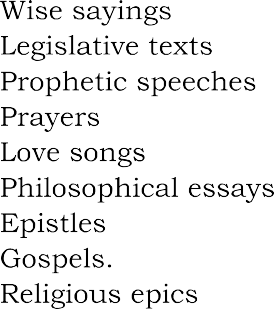 Wise sayings
Legislative texts
Prophetic speeches
Prayers
Love songs
Philosophical essays
Epistles
Gospels.
Religious epics